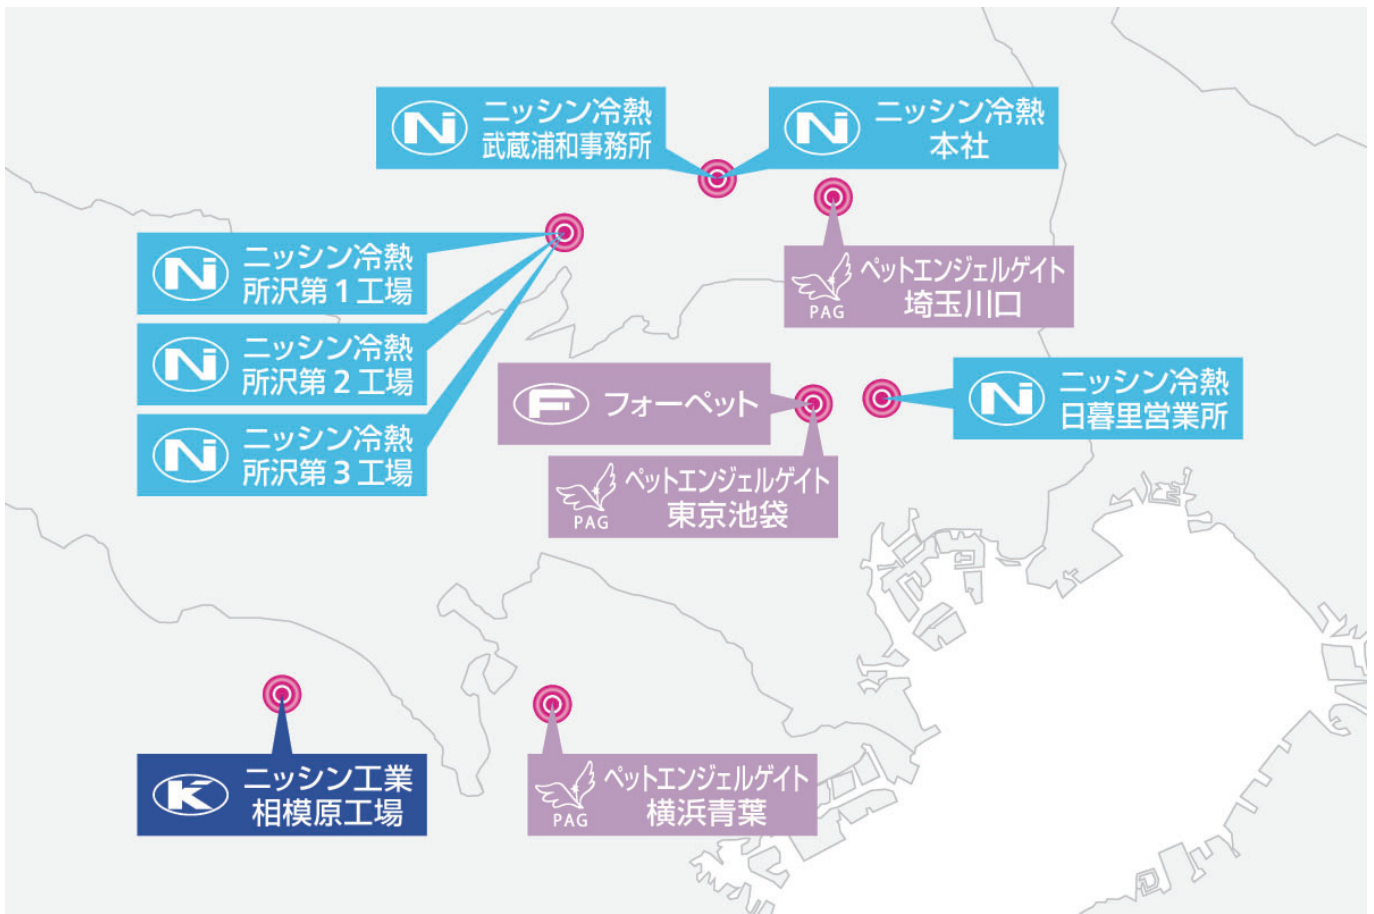 ニッシン冷熱
武蔵浦和事務所
ニッシン冷熱
本社
ニッシン冷熱
所沢第1工場
ニッシン冷熱
所沢第2工場
ニッシン冷熱
所沢第3工場
PAG
ペットエンジェルゲイト
埼玉川口
フォーペット
ニッシン冷熱
日暮里営業所
PAG
ペットエンジェルゲイト
東京池袋
K
ニッシン工業
相模原工場
PAG
ペットエンジェルゲイト
横浜青葉